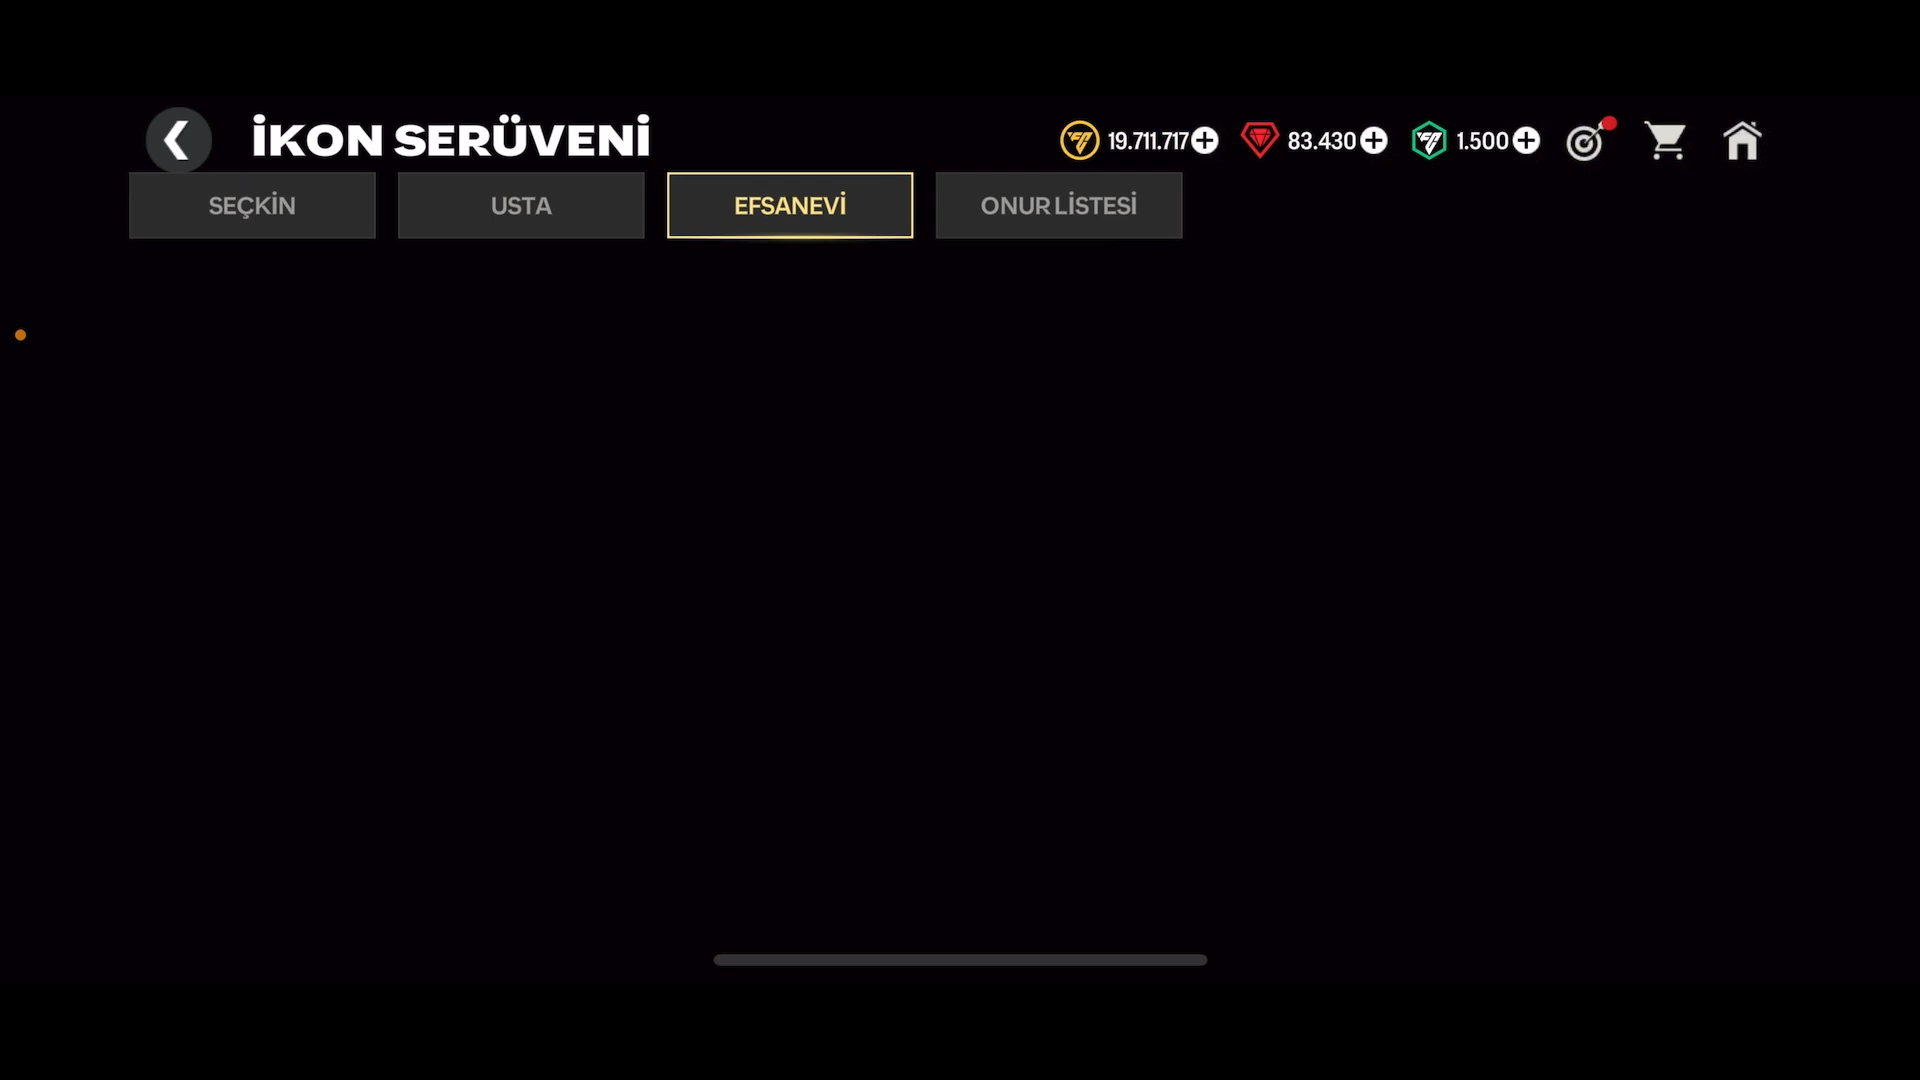 İKON SERÜVENİ
19.711.717
83.430
1.500
SEÇKİN
USTA
EFSANEVİ
ONUR LİSTESİ